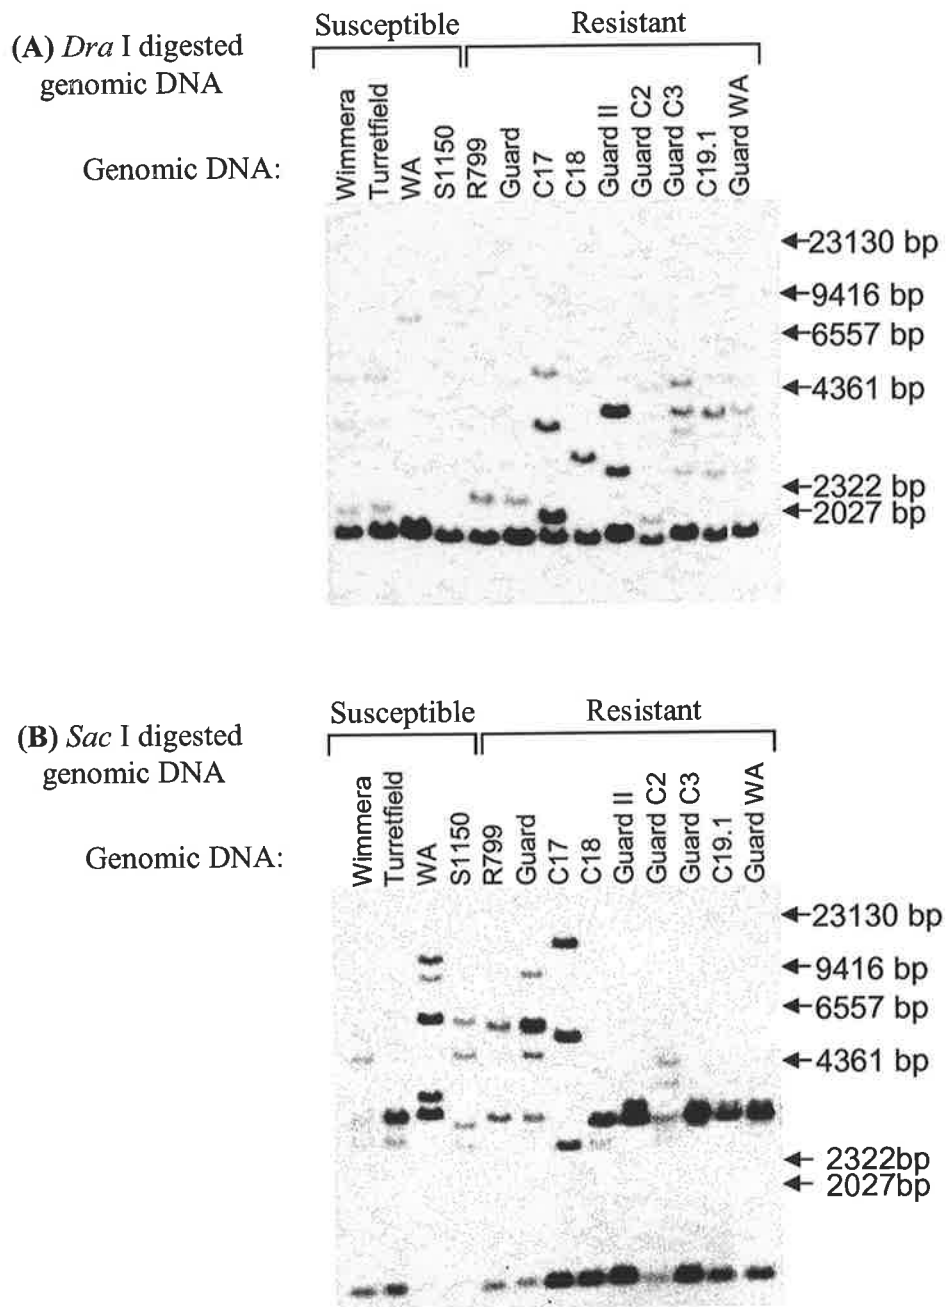 Susceptible Resistant
(A) Dra I digested
genomic DNA
Genomic DNA:
Wimmera
Turretfield
WA
S1150
R799
Guard
C17
C18
Guard II
Guard C2
Guard C3
C19.1
Guard WA
23130 bp
9416 bp
6557 bp
4361 bp
2322 bp
2027 bp
Susceptible Resistant
(B) Sac I digested
genomic DNA
Genomic DNA:
Wimmera
Turretfield
WA
S1150
R799
Guard
C17
C18
Guard II
Guard C2
Guard C3
C19.1
Guard WA
23130 bp
9416 bp
6557 bp
4361 bp
2322bp
2027bp